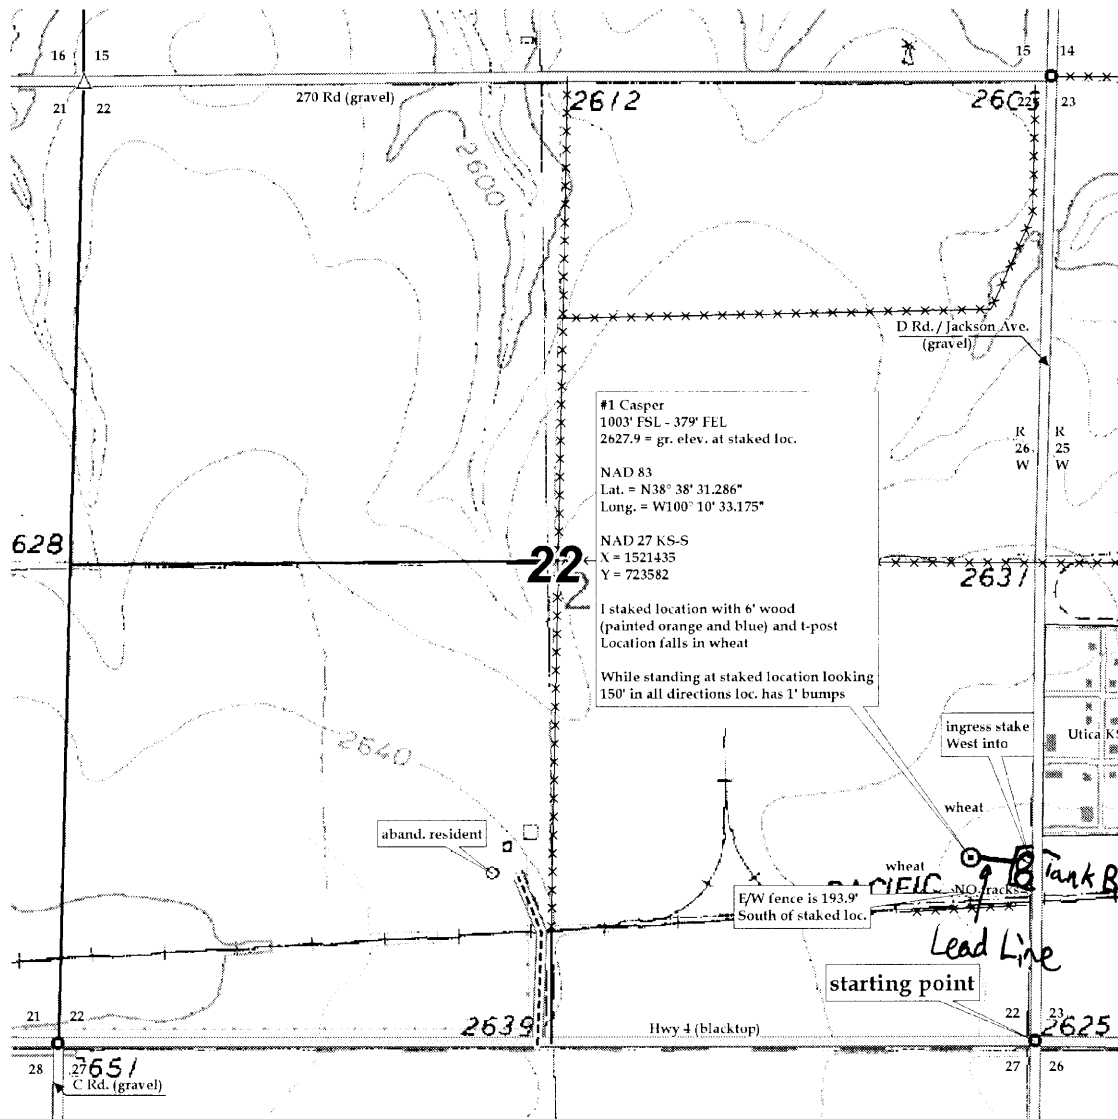 16 15
15 14
21 22
270 Rd (gravel)
2612
22 23
2600
D Rd. / Jackson Ave.
(gravel)
#1 Casper
1003' FSL - 379' FEL
2627.9 = gr. elev. at staked loc.
NAD 83
Lat. = N38° 38' 31.286"
Long. = W100° 10' 33.175"
NAD 27 KS-S
X = 1521435
Y = 723582
I staked location with 6' wood
(painted orange and blue) and t-post
Location falls in wheat
While standing at staked location looking
150' in all directions loc. has 1' bumps
R R
26 25
W W
628
22
2
2631
2640
ingress stake
West into
Utica KS
wheat
aband. resident
wheat
PACIFIC
NO tracks
Tank B
E/W fence is 193.9'
South of staked loc.
Lead Line
starting point
21 22
22 23
2639
Hwy 4 (blacktop)
2625
28 27
2651
27 26
C Rd. (gravel)